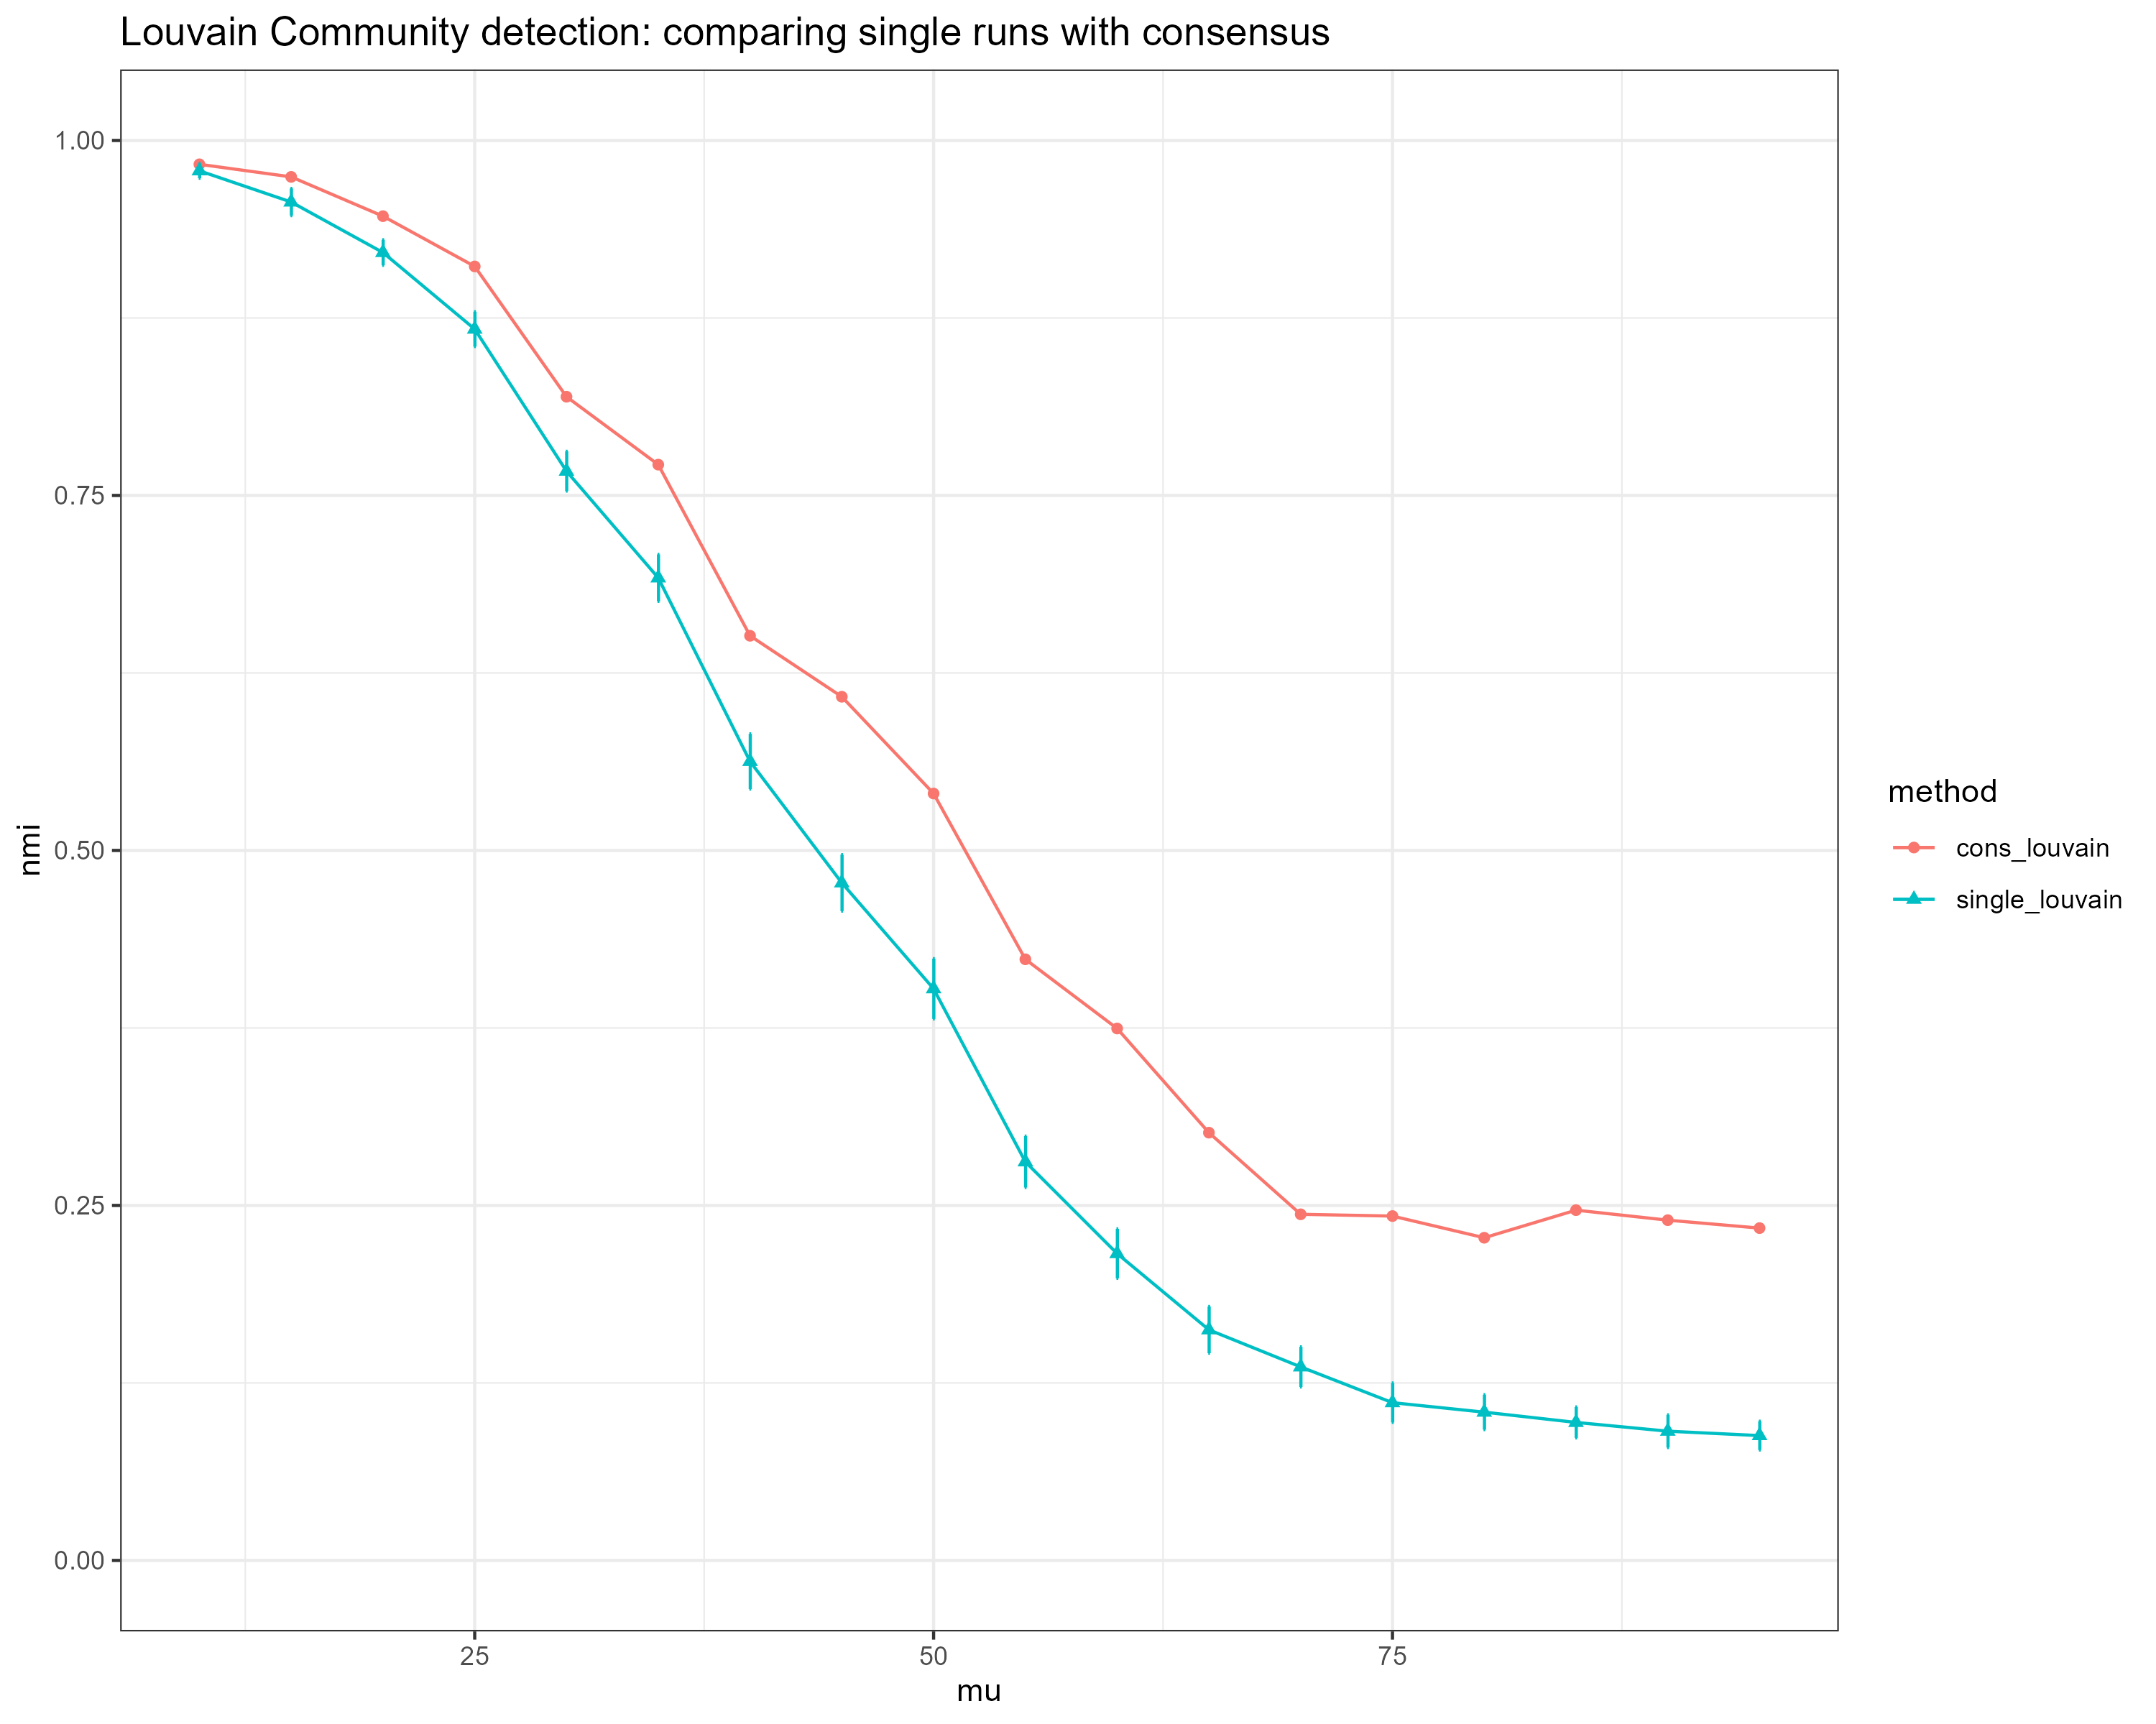 Louvain Community detection: comparing single runs with consensus
1.00
0.75
0.50
0.25
0.00
nmi
25 50 75
mu
method
cons_louvain
single_louvain